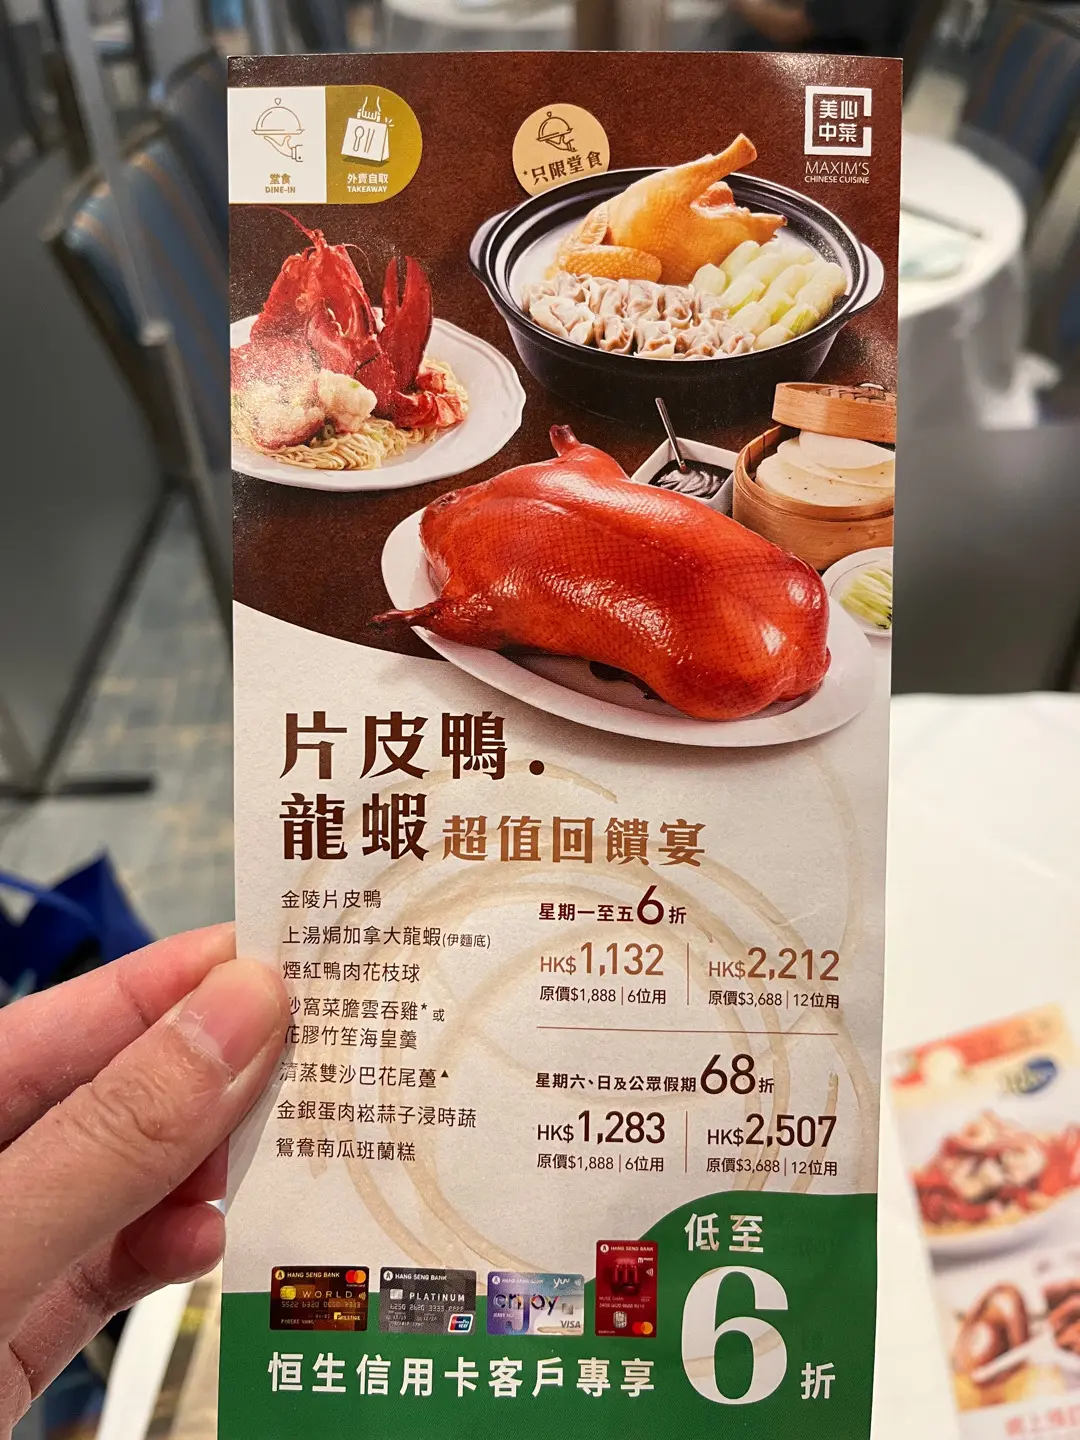 堂食
DINE-IN
外賣自取
TAKEAWAY
*只限堂食
美心
中菜
MAXIM'S
CHINESE CUISINE
片皮鴨.
龍蝦超值回饋宴
金陵片皮鴨
上湯焗加拿大龍蝦(伊麵底)
煙紅鴨肉花枝球
砂窩菜膽雲吞雞*或
花膠竹笙海皇羹
清蒸雙沙巴花尾躉▲
金銀蛋肉崧蒜子浸時蔬
鴛鴦南瓜班蘭糕
星期一至五6折
HK$1,132
原價$1,888|6位用
HK$2,212
原價$3,688|12位用
星期六、日及公眾假期68折
HK$1,283
原價$1,888|6位用
HK$2,507
原價$3,688|12位用
低至
6折
HANG SENG BANK
WORLD
HANG SENG BANK
PLATINUM
yuu
enjoy
VISA
HANG SENG BANK
恒生信用卡客戶專享